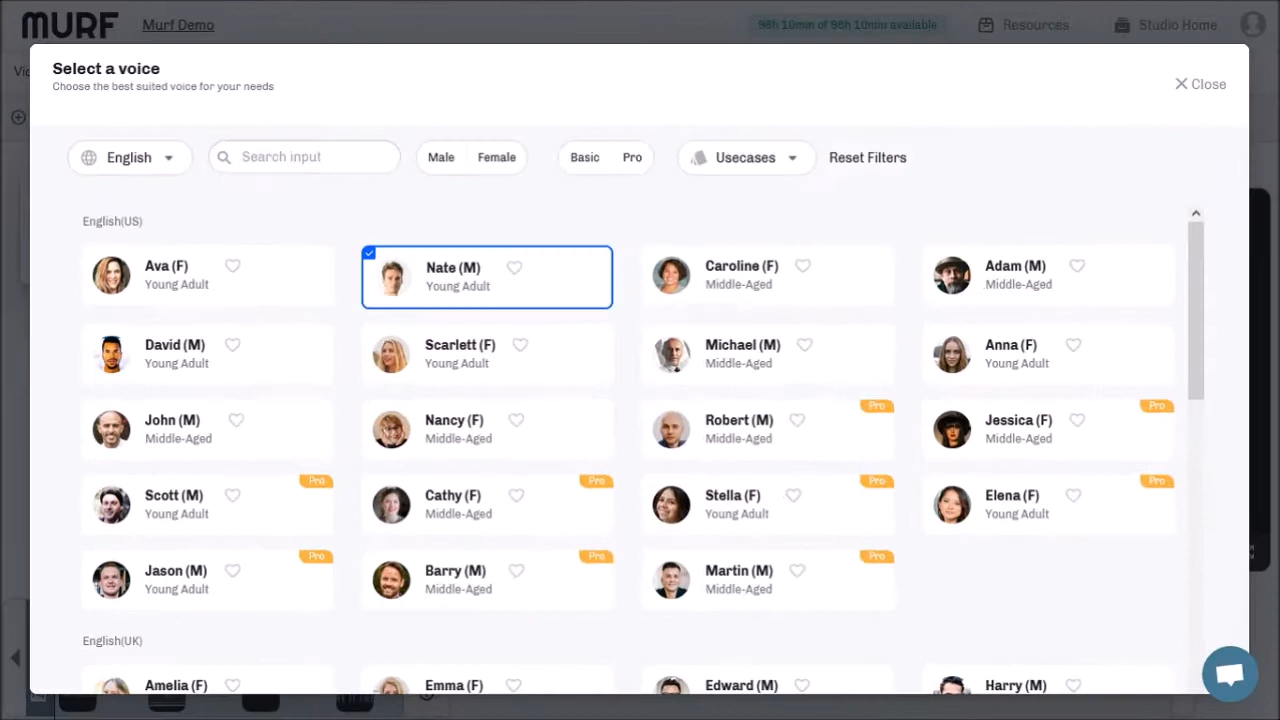 MURF
Murf Demo
98h 10min of 98h 10min available
Resources
Studio Home
Select a voice
Choose the best suited voice for your needs
Close
English
Search input
Male
Female
Basic
Pro
Usecases
Reset Filters
English(US)
Ava (F)
Young Adult
Nate (M)
Young Adult
Caroline (F)
Middle-Aged
Adam (M)
Middle-Aged
David (M)
Young Adult
Scarlett (F)
Young Adult
Michael (M)
Middle-Aged
Anna (F)
Young Adult
John (M)
Middle-Aged
Nancy (F)
Middle-Aged
Pro
Robert (M)
Middle-Aged
Pro
Jessica (F)
Middle-Aged
Pro
Scott (M)
Young Adult
Pro
Cathy (F)
Middle-Aged
Pro
Stella (F)
Young Adult
Pro
Elena (F)
Young Adult
Pro
Jason (M)
Young Adult
Pro
Barry (M)
Middle-Aged
Pro
Martin (M)
Middle-Aged
English(UK)
Amelia (F)
Emma (F)
Edward (M)
Harry (M)